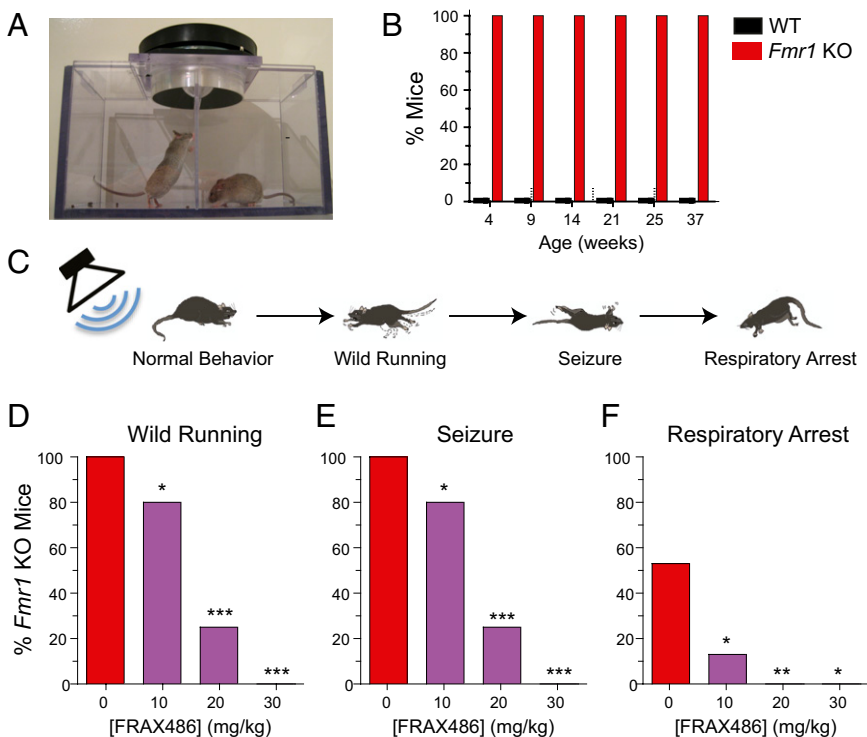 A
B
WT
Fmr1 KO
% Mice
100
80
60
40
20
0
4 9 14 21 25 37
Age (weeks)
C
Normal Behavior
Wild Running
Seizure
Respiratory Arrest
D
Wild Running
% Fmr1 KO Mice
100
80
60
40
20
0
*
***
***
0 10 20 30
[FRAX486] (mg/kg)
E
Seizure
100
80
60
40
20
0
*
***
***
0 10 20 30
[FRAX486] (mg/kg)
F
Respiratory Arrest
100
80
60
40
20
0
*
**
*
0 10 20 30
[FRAX486] (mg/kg)